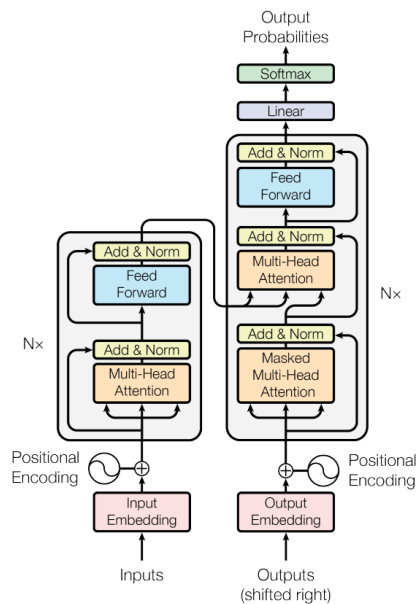 Output
Probabilities
Softmax
Linear
Add & Norm
Feed
Forward
Add & Norm
Multi-Head
Attention
Add & Norm
Masked
Multi-Head
Attention
N×
Add & Norm
Feed
Forward
Add & Norm
Multi-Head
Attention
N×
Positional
Encoding
Input
Embedding
Inputs
Positional
Encoding
Output
Embedding
Outputs
(shifted right)